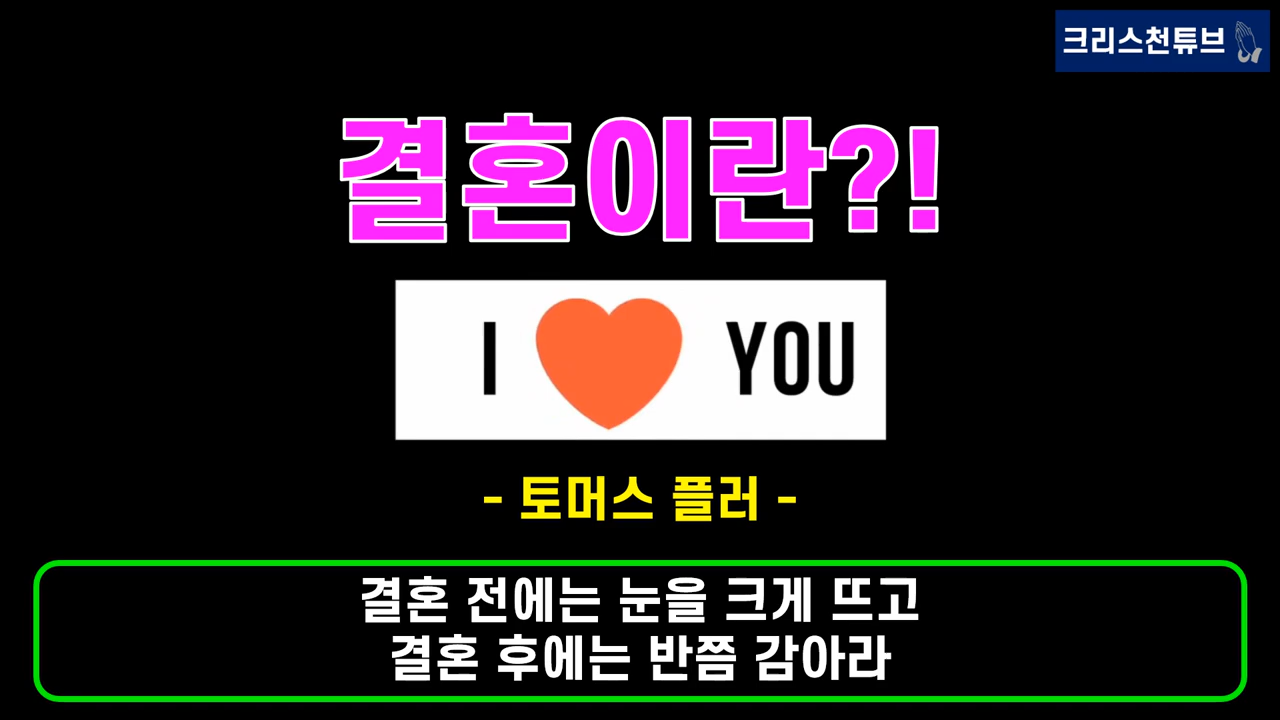 크리스천튜브
결혼이란?!
I YOU
- 토머스 플러 -
결혼 전에는 눈을 크게 뜨고
결혼 후에는 반쯤 감아라